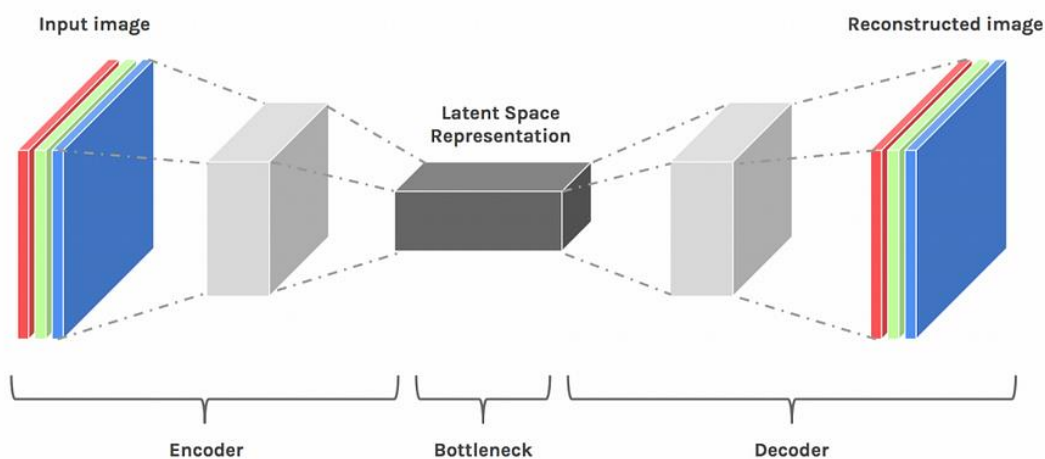 Input image
Reconstructed image
Latent Space
Representation
Encoder
Bottleneck
Decoder